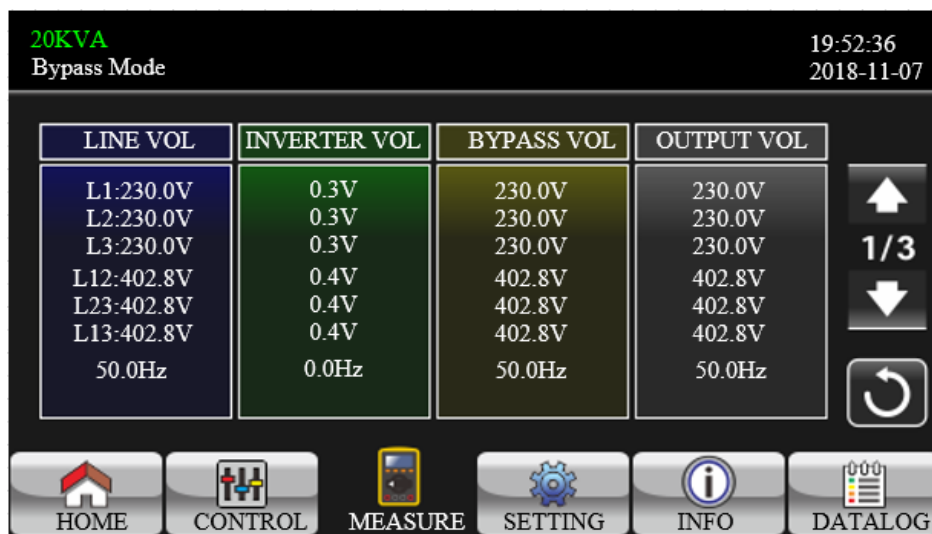 20KVA
Bypass Mode
19:52:36
2018-11-07
LINE VOL
L1:230.0V
L2:230.0V
L3:230.0V
L12:402.8V
L23:402.8V
L13:402.8V
50.0Hz
INVERTER VOL
0.3V
0.3V
0.3V
0.4V
0.4V
0.4V
0.0Hz
BYPASS VOL
230.0V
230.0V
230.0V
402.8V
402.8V
402.8V
50.0Hz
OUTPUT VOL
230.0V
230.0V
230.0V
402.8V
402.8V
402.8V
50.0Hz
1/3
HOME
CONTROL
MEASURE
SETTING
INFO
DATALOG